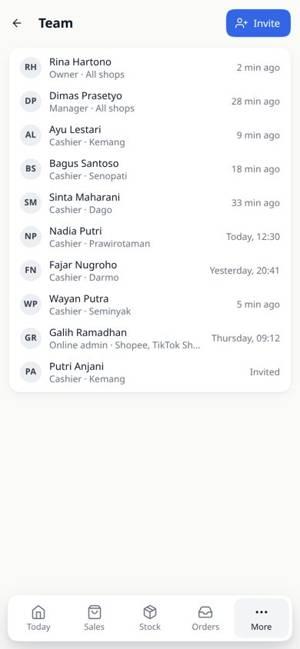 Team
Invite
RH
Rina Hartono
Owner · All shops
2 min ago
DP
Dimas Prasetyo
Manager · All shops
28 min ago
AL
Ayu Lestari
Cashier · Kemang
9 min ago
BS
Bagus Santoso
Cashier · Senopati
18 min ago
SM
Sinta Maharani
Cashier · Dago
33 min ago
NP
Nadia Putri
Cashier · Prawirotaman
Today, 12:30
FN
Fajar Nugroho
Cashier · Darmo
Yesterday, 20:41
WP
Wayan Putra
Cashier · Seminyak
5 min ago
GR
Galih Ramadhan
Online admin · Shopee, TikTok Sh...
Thursday, 09:12
PA
Putri Anjani
Cashier · Kemang
Invited
Today
Sales
Stock
Orders
More